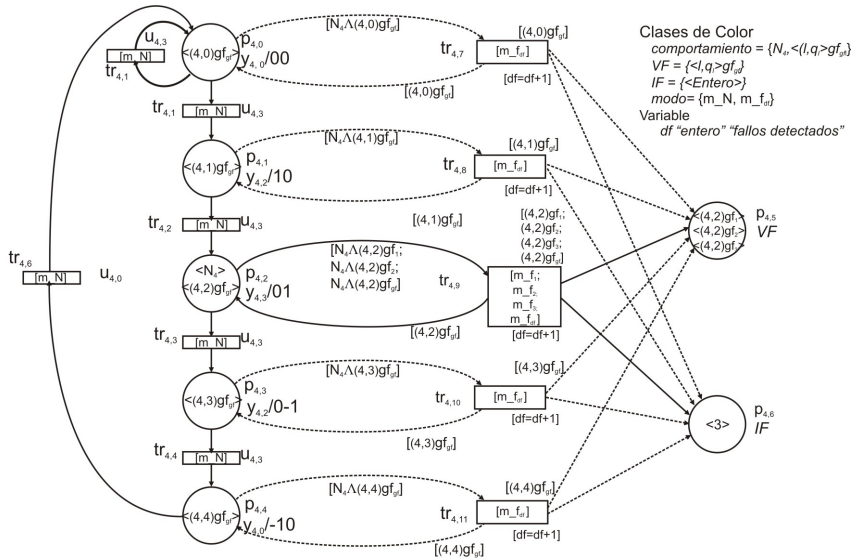 u4,3
[m_N]
tr4,1
<(4,0)gfgf>
p4,0
y4,0/00
[N4Λ(4,0)gfgf]
[(4,0)gfgf]
tr4,7
[(4,0)gfgf]
[m_fdf]
[df=df+1]
Clases de Color
comportamiento = {N4,<(l,qi)>gfgf}
VF = {<l,qi>gfgf}
IF = {<Entero>}
modo= {m_N, m_fdf}
Variable
df “entero” “fallos detectados”
tr4,1
[m_N]
u4,3
<(4,1)gfgf>
p4,1
y4,2/10
[N4Λ(4,1)gfgf]
[(4,1)gfgf]
tr4,8
[(4,1)gfgf]
[m_fdf]
[df=df+1]
tr4,2
[m_N]
u4,3
<N4>
<(4,2)gfgf>
p4,2
y4,3/01
[N4Λ(4,2)gf1;
N4Λ(4,2)gf2;
N4Λ(4,2)gfgf]
[(4,2)gfgf]
tr4,9
[(4,2)gf1;
(4,2)gf2;
(4,2)gf3;
(4,2)gfgf]
[m_f1;
m_f2;
m_f3;
m_fdf]
[df=df+1]
<(4,2)gf1>
<(4,2)gf2>
<(4,2)gf3>
p4,5
VF
tr4,6
[m_N]
u4,0
tr4,3
[m_N]
u4,3
<(4,3)gfgf>
p4,3
y4,2/0-1
[N4Λ(4,3)gfgf]
[(4,3)gfgf]
tr4,10
[(4,3)gfgf]
[m_fdf]
[df=df+1]
<3>
p4,6
IF
tr4,4
[m_N]
u4,3
<(4,4)gfgf>
p4,4
y4,0/-10
[N4Λ(4,4)gfgf]
[(4,4)gfgf]
tr4,11
[(4,4)gfgf]
[m_fdf]
[df=df+1]